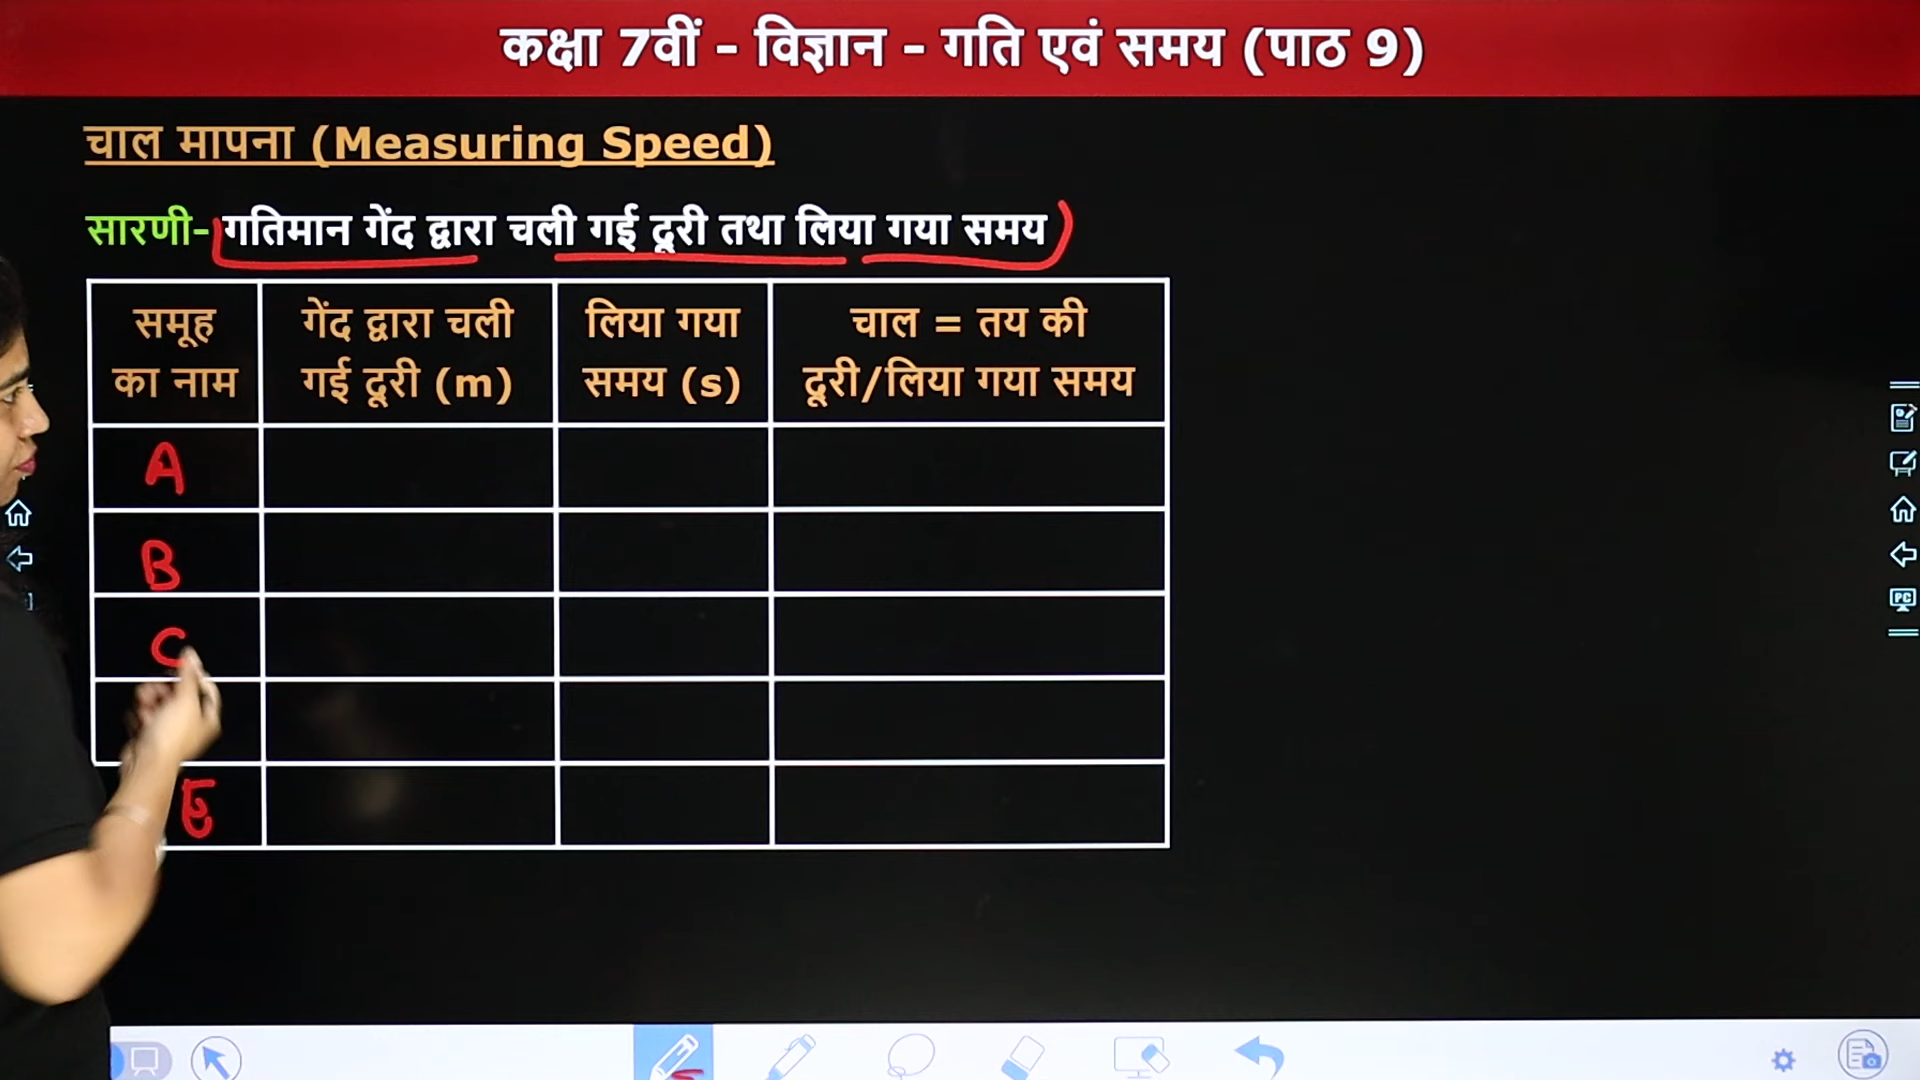 कक्षा 7वीं - विज्ञान - गति एवं समय (पाठ 9)
चाल मापना (Measuring Speed)
सारणी- गतिमान गेंद द्वारा चली गई दूरी तथा लिया गया समय
समूह का नाम
गेंद द्वारा चली गई दूरी (m)
लिया गया समय (s)
चाल = तय की दूरी/लिया गया समय
A
B
C
E
PC